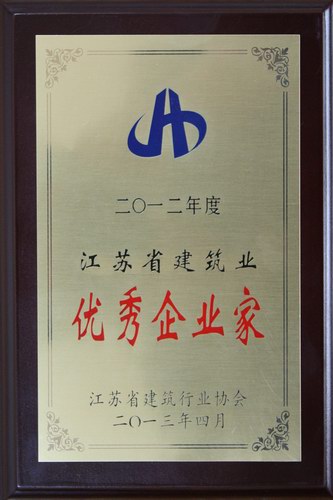 二〇一二年度
江苏省建筑业
优秀企业家
江苏省建筑行业协会
二〇一三年四月